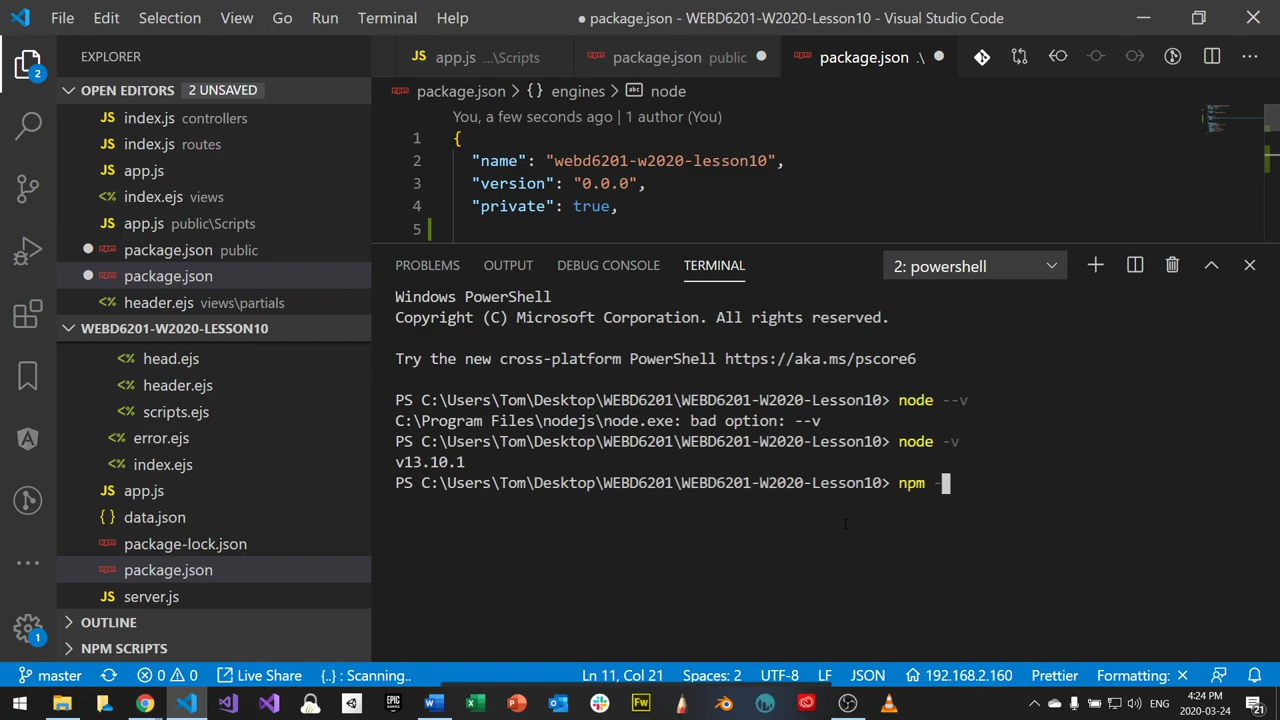 File Edit Selection View Go Run Terminal Help
● package.json - WEBD6201-W2020-Lesson10 - Visual Studio Code
EXPLORER
JS app.js ...\Scripts
package.json public
package.json .\
2
OPEN EDITORS 2 UNSAVED
JS index.js controllers
JS index.js routes
JS app.js
<% index.ejs views
JS app.js public\Scripts
package.json public
package.json
<% header.ejs views\partials
WEBD6201-W2020-LESSON10
<% head.ejs
<% header.ejs
<% scripts.ejs
<% error.ejs
<% index.ejs
JS app.js
{ } data.json
package-lock.json
package.json
JS server.js
OUTLINE
NPM SCRIPTS
1
package.json > { } engines > abc node
You, a few seconds ago | 1 author (You)
1 {
2 "name": "webd6201-w2020-lesson10",
3 "version": "0.0.0",
4 "private": true,
5
PROBLEMS OUTPUT DEBUG CONSOLE TERMINAL 2: powershell
Windows PowerShell
Copyright (C) Microsoft Corporation. All rights reserved.
Try the new cross-platform PowerShell https://aka.ms/pscore6
PS C:\Users\Tom\Desktop\WEBD6201\WEBD6201-W2020-Lesson10> node --v
C:\Program Files\nodejs\node.exe: bad option: --v
PS C:\Users\Tom\Desktop\WEBD6201\WEBD6201-W2020-Lesson10> node -v
v13.10.1
PS C:\Users\Tom\Desktop\WEBD6201\WEBD6201-W2020-Lesson10> npm -
master 0 0 Live Share {..} : Scanning.. Ln 11, Col 21 Spaces: 2 UTF-8 LF JSON 192.168.2.160 Prettier Formatting: ×
EPIC GAMES Fw ENG 4:24 PM
2020-03-24
21